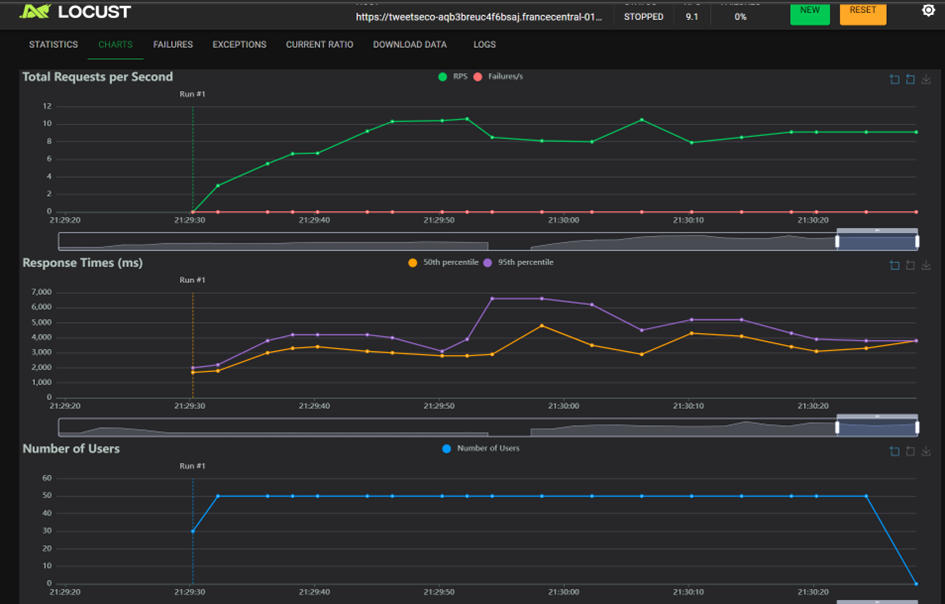 LOCUST
https://tweetseco-aqb3breuc4f6bsaj.francecentral-01...
STOPPED
9.1
0%
NEW
RESET
STATISTICS CHARTS FAILURES EXCEPTIONS CURRENT RATIO DOWNLOAD DATA LOGS
Total Requests per Second
RPS Failures/s
Run #1
12
10
8
6
4
2
0
21:29:20 21:29:30 21:29:40 21:29:50 21:30:00 21:30:10 21:30:20
Response Times (ms)
50th percentile 95th percentile
Run #1
7,000
6,000
5,000
4,000
3,000
2,000
1,000
0
21:29:20 21:29:30 21:29:40 21:29:50 21:30:00 21:30:10 21:30:20
Number of Users
Number of Users
Run #1
60
50
40
30
20
10
0
21:29:20 21:29:30 21:29:40 21:29:50 21:30:00 21:30:10 21:30:20